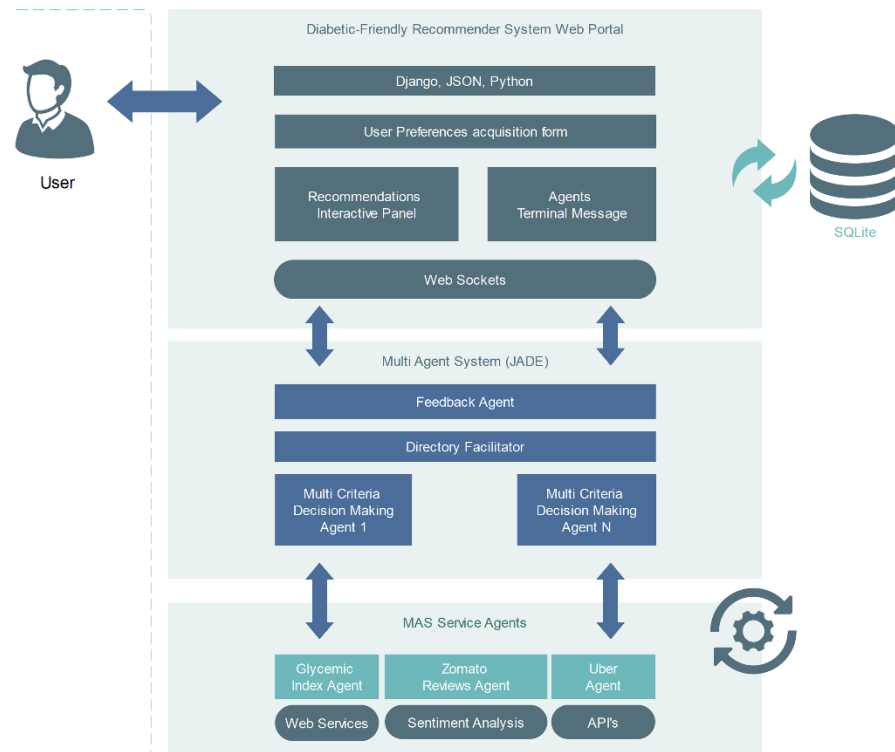 Diabetic-Friendly Recommender System Web Portal
Django, JSON, Python
User Preferences acquisition form
User
Recommendations
Interactive Panel
Agents
Terminal Message
SQLite
Web Sockets
Multi Agent System (JADE)
Feedback Agent
Directory Facilitator
Multi Criteria
Decision Making
Agent 1
Multi Criteria
Decision Making
Agent N
MAS Service Agents
Glycemic
Index Agent
Zomato
Reviews Agent
Uber
Agent
Web Services
Sentiment Analysis
API's